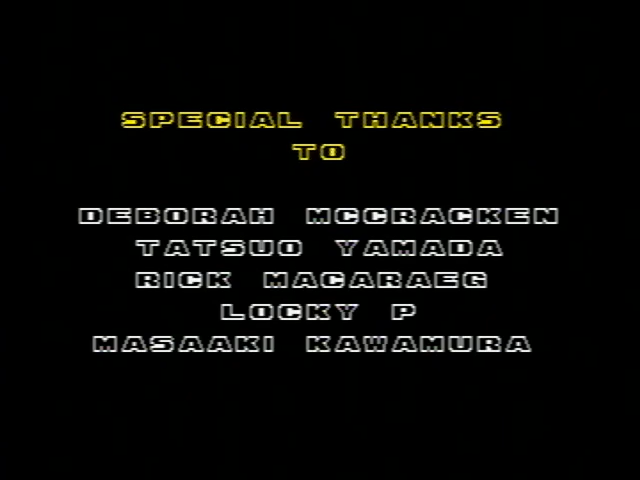 SPECIAL THANKS
TO
DEBORAH MCCRACKEN
TATSUO YAMADA
RICK MACARAEG
LOCKY P
MASAAKI KAWAMURA